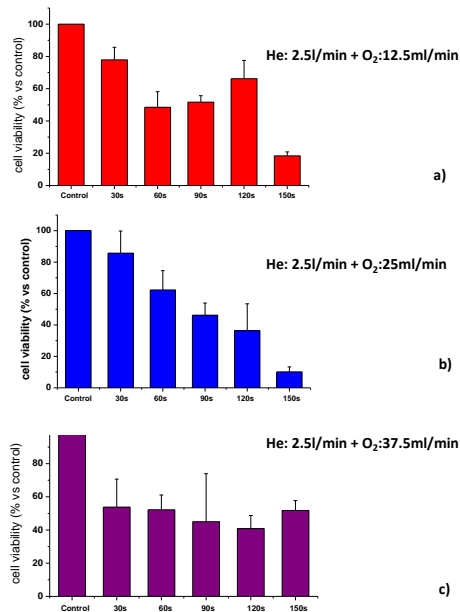 He: 2.5l/min + O₂:12.5ml/min
cell viability (% vs control)
100
80
60
40
20
0
Control 30s 60s 90s 120s 150s
a)
He: 2.5l/min + O₂:25ml/min
cell viability (% vs control)
100
80
60
40
20
0
Control 30s 60s 90s 120s 150s
b)
He: 2.5l/min + O₂:37.5ml/min
cell viability (% vs control)
80
60
40
20
0
Control 30s 60s 90s 120s 150s
c)